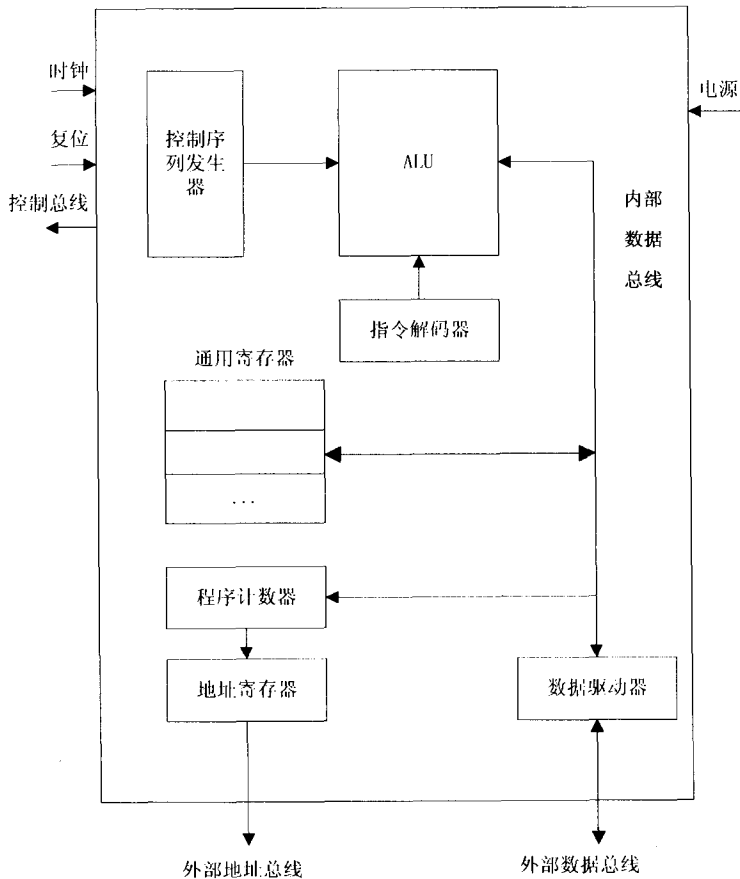 时钟
复位
控制总线
控制序
列发生
器
ALU
电源
内部
数据
总线
指令解码器
通用寄存器
...
程序计数器
地址寄存器
数据驱动器
外部地址总线
外部数据总线